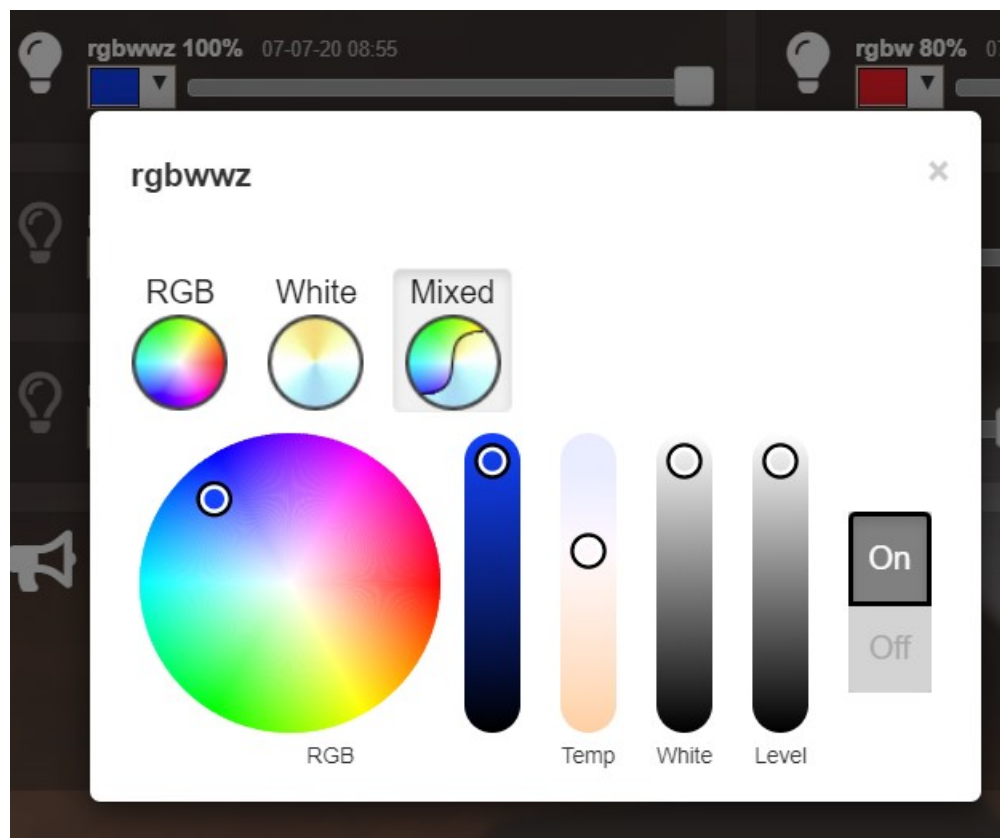 rgbwwz 100% 07-07-20 08:55
rgbw 80% 0
rgbwwz
×
RGB White Mixed
On
Off
RGB Temp White Level